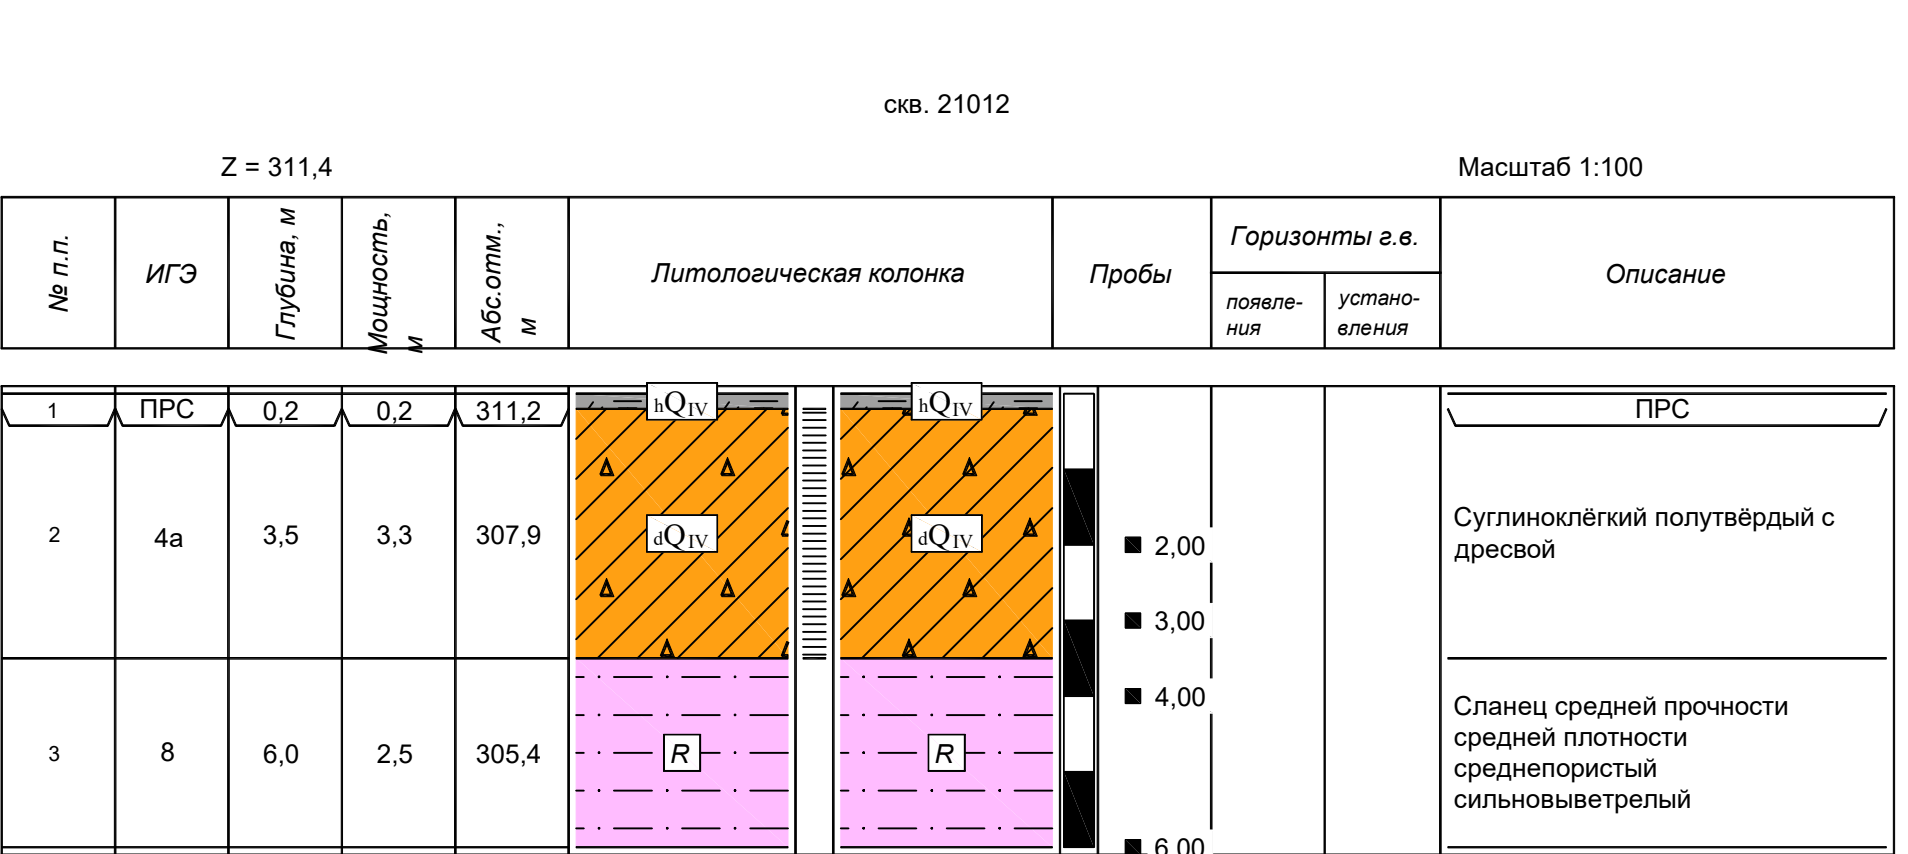 скв. 21012
Z = 311,4
Масштаб 1:100
№ п.п.
ИГЭ
Глубина, м
Мощность,
м
Абс.отм.,
м
Литологическая колонка
Пробы
Горизонты г.в.
появле-
ния
устано-
вления
Описание
1 ПРС 0,2 0,2 311,2 hQIV hQIV ПРС
2 4а 3,5 3,3 307,9 dQIV dQIV
2,00
3,00
4,00
Суглиноклёгкий полутвёрдый с
дресвой
3 8 6,0 2,5 305,4 R R
6,00
Сланец средней прочности
средней плотности
среднепористый
сильновыветрелый